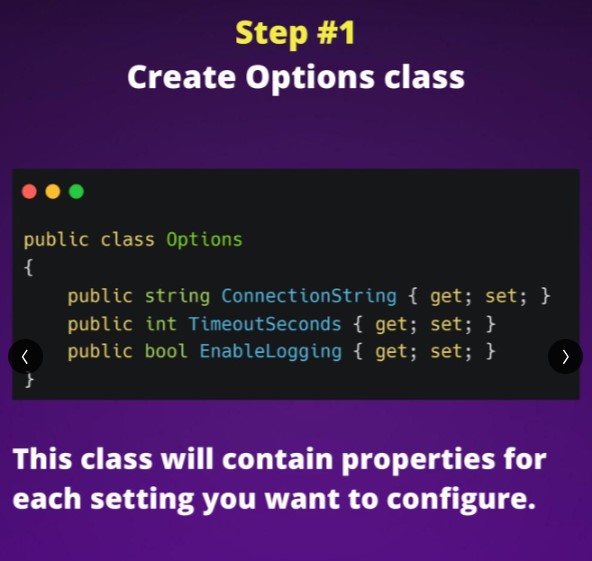 Step #1
Create Options class
public class Options
{
    public string ConnectionString { get; set; }
    public int TimeoutSeconds { get; set; }
    public bool EnableLogging { get; set; }
}
This class will contain properties for
each setting you want to configure.